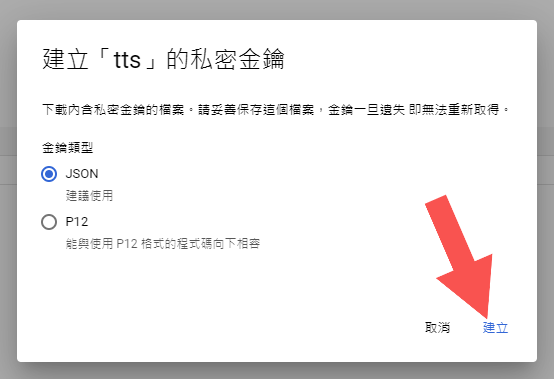 建立「tts」的私密金鑰
下載內含私密金鑰的檔案。請妥善保存這個檔案，金鑰一旦遺失 即無法重新取得。
金鑰類型
JSON
建議使用
P12
能與使用 P12 格式的程式碼向下相容
取消 建立